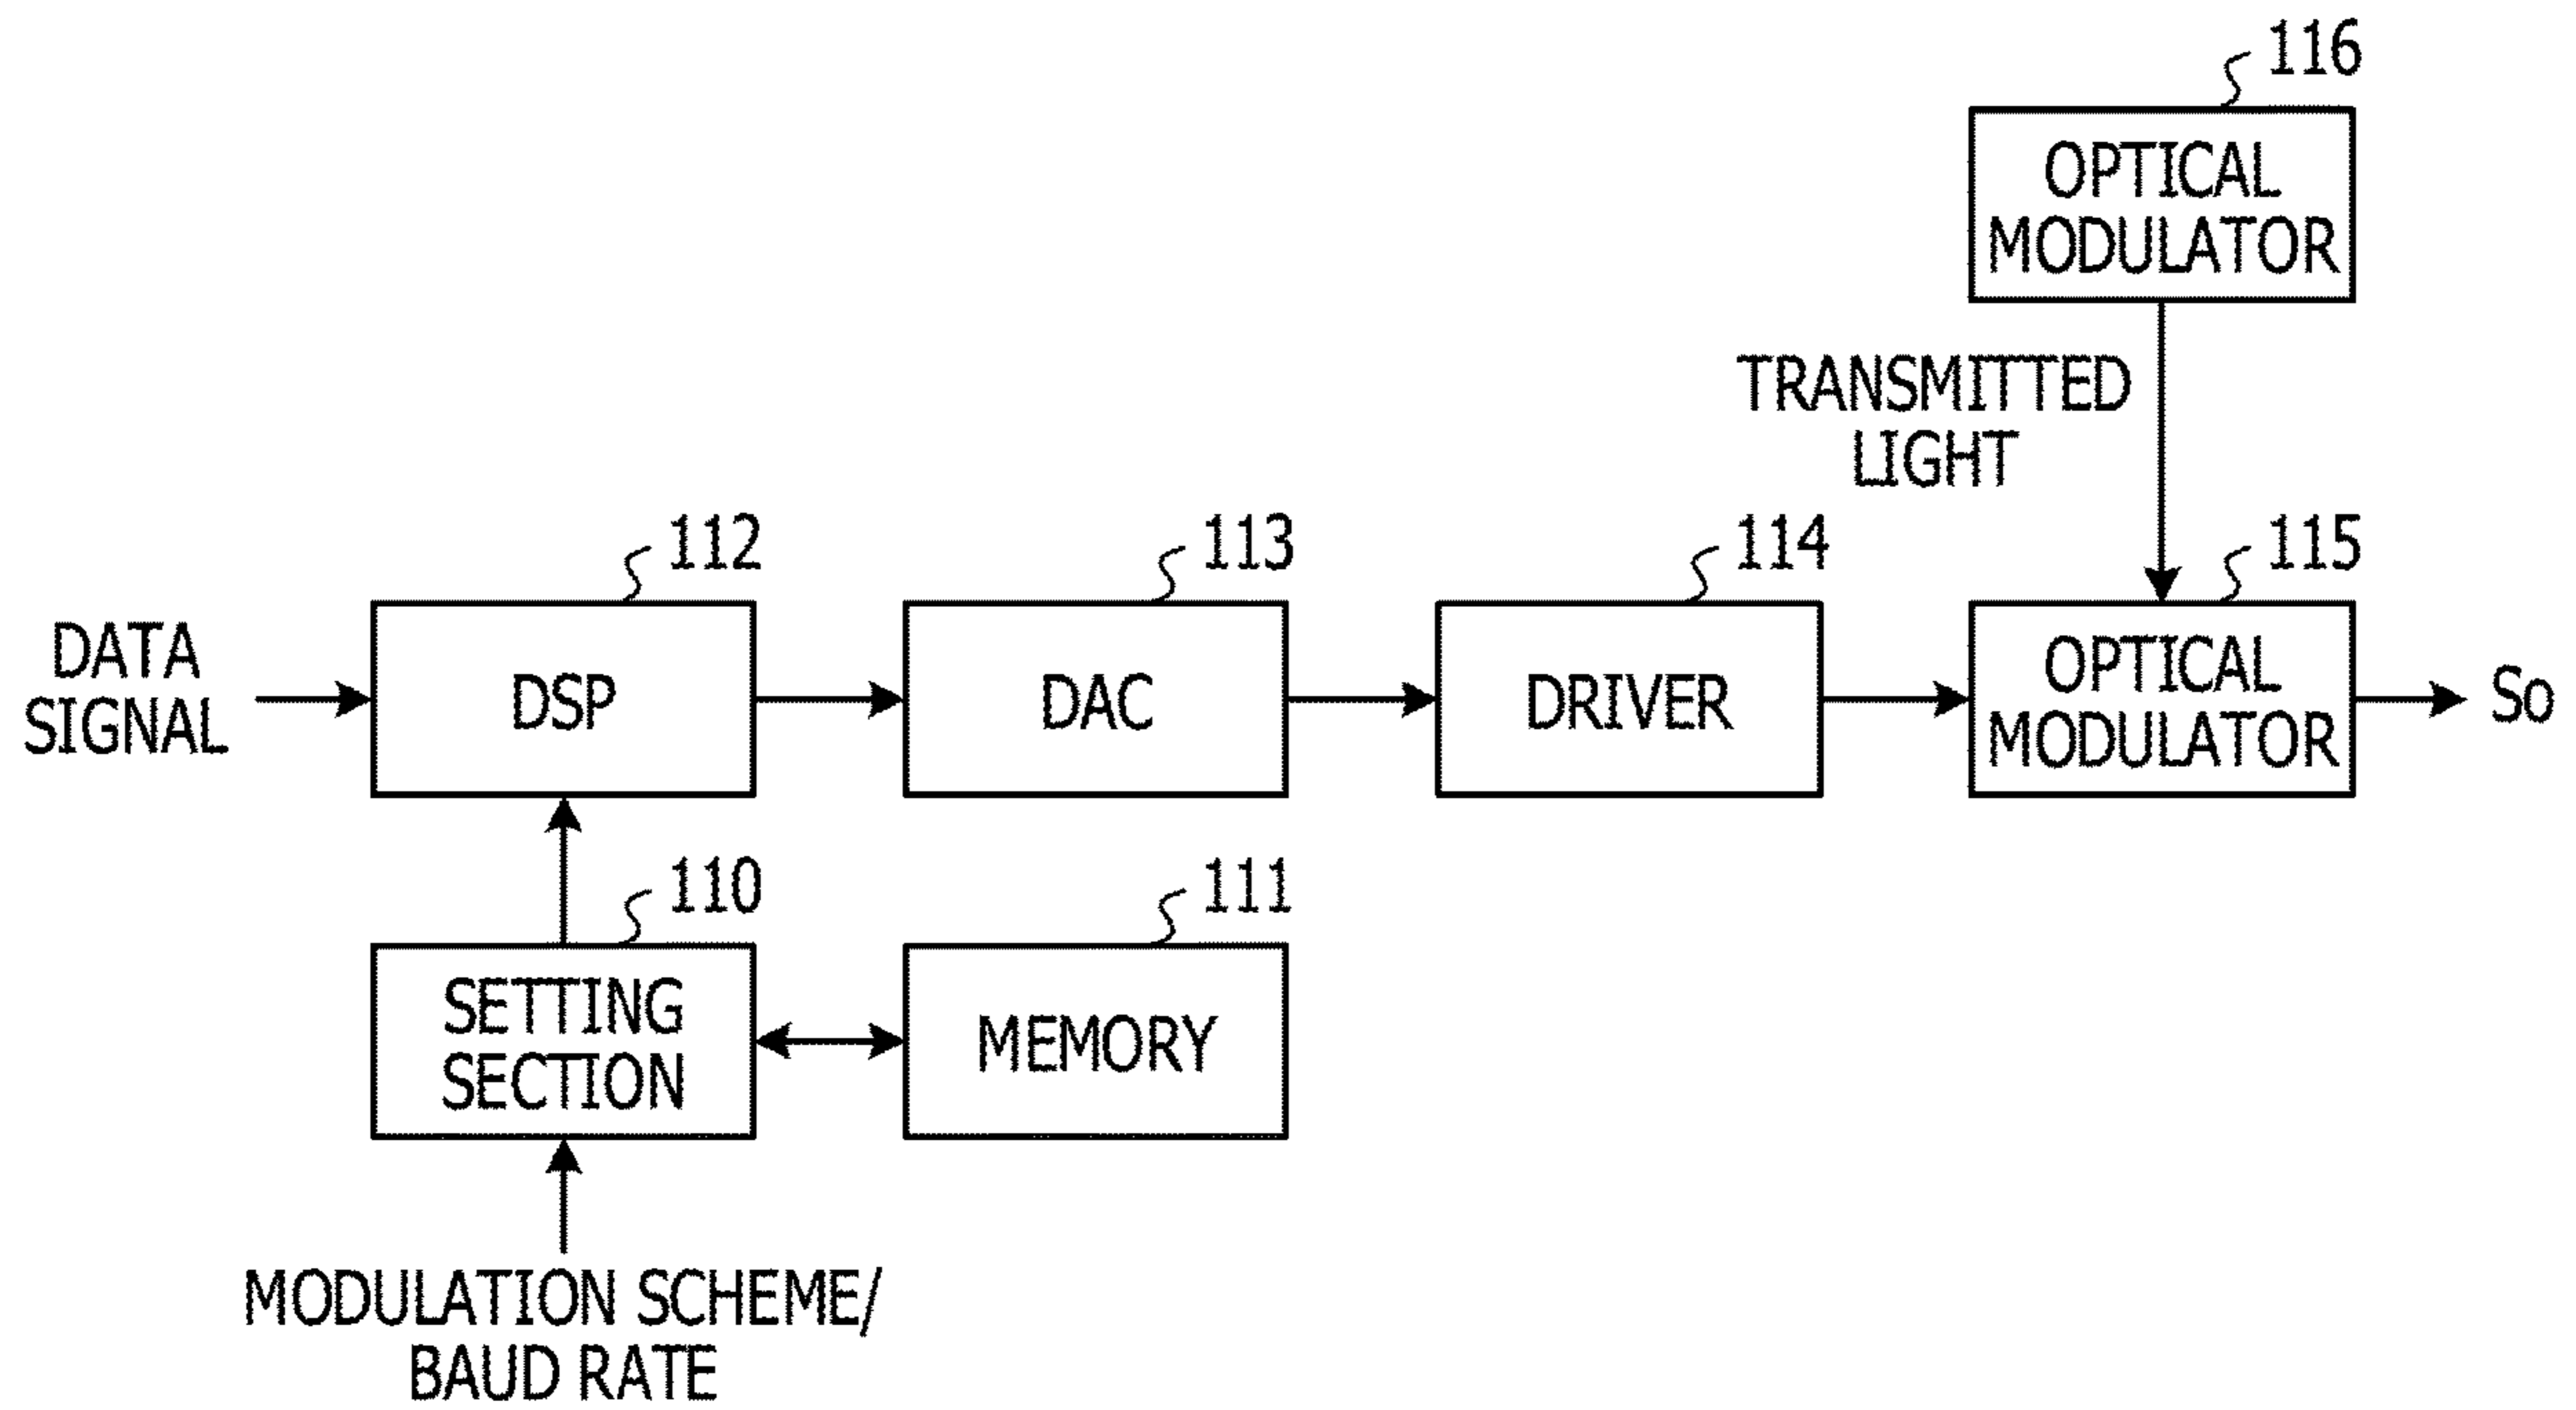 116
OPTICAL
MODULATOR
TRANSMITTED
LIGHT
112
113
114
115
DATA
SIGNAL
DSP
DAC
DRIVER
OPTICAL
MODULATOR
So
110
111
SETTING
SECTION
MEMORY
MODULATION SCHEME/
BAUD RATE